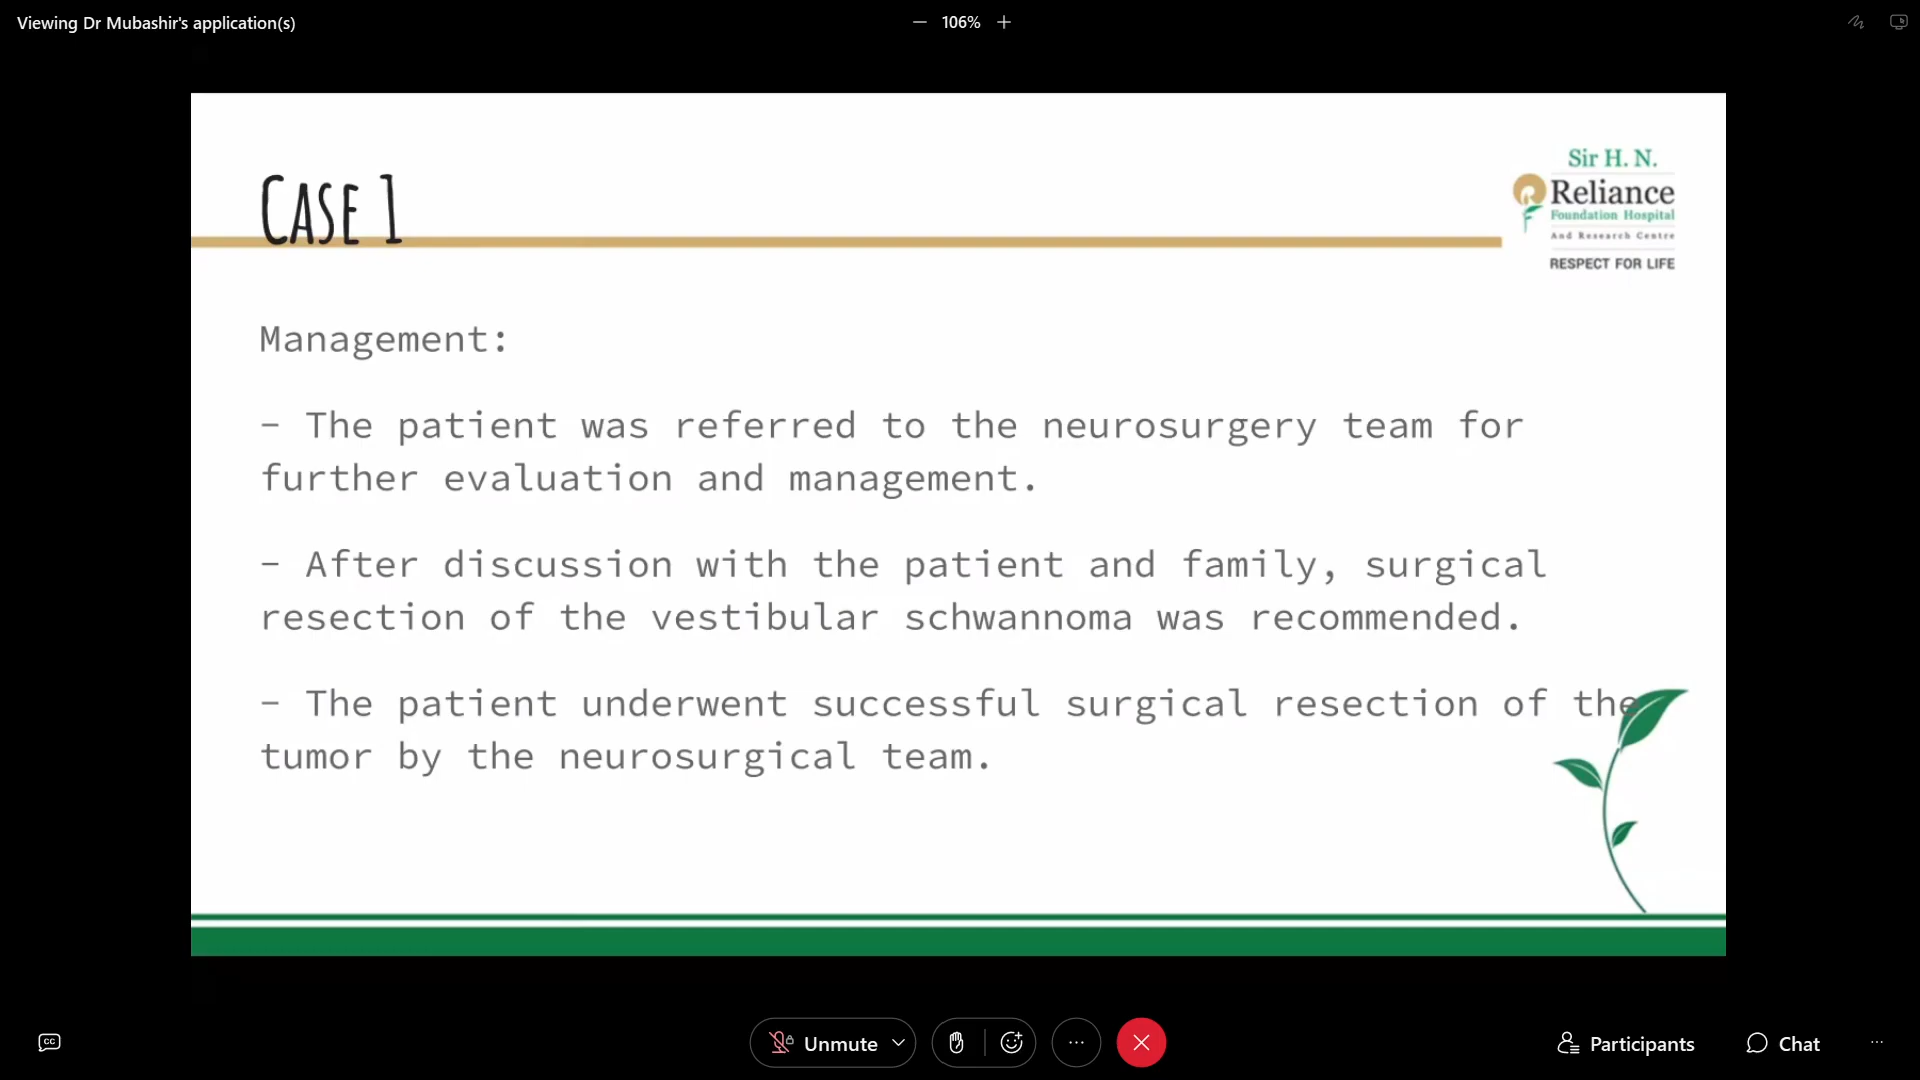 Viewing Dr Mubashir's application(s)
106%
Case 1
Sir H. N.
Reliance
Foundation Hospital
And Research Centre
RESPECT FOR LIFE
Management:
- The patient was referred to the neurosurgery team for
further evaluation and management.
- After discussion with the patient and family, surgical
resection of the vestibular schwannoma was recommended.
- The patient underwent successful surgical resection of the
tumor by the neurosurgical team.
CC
Unmute
Participants
Chat